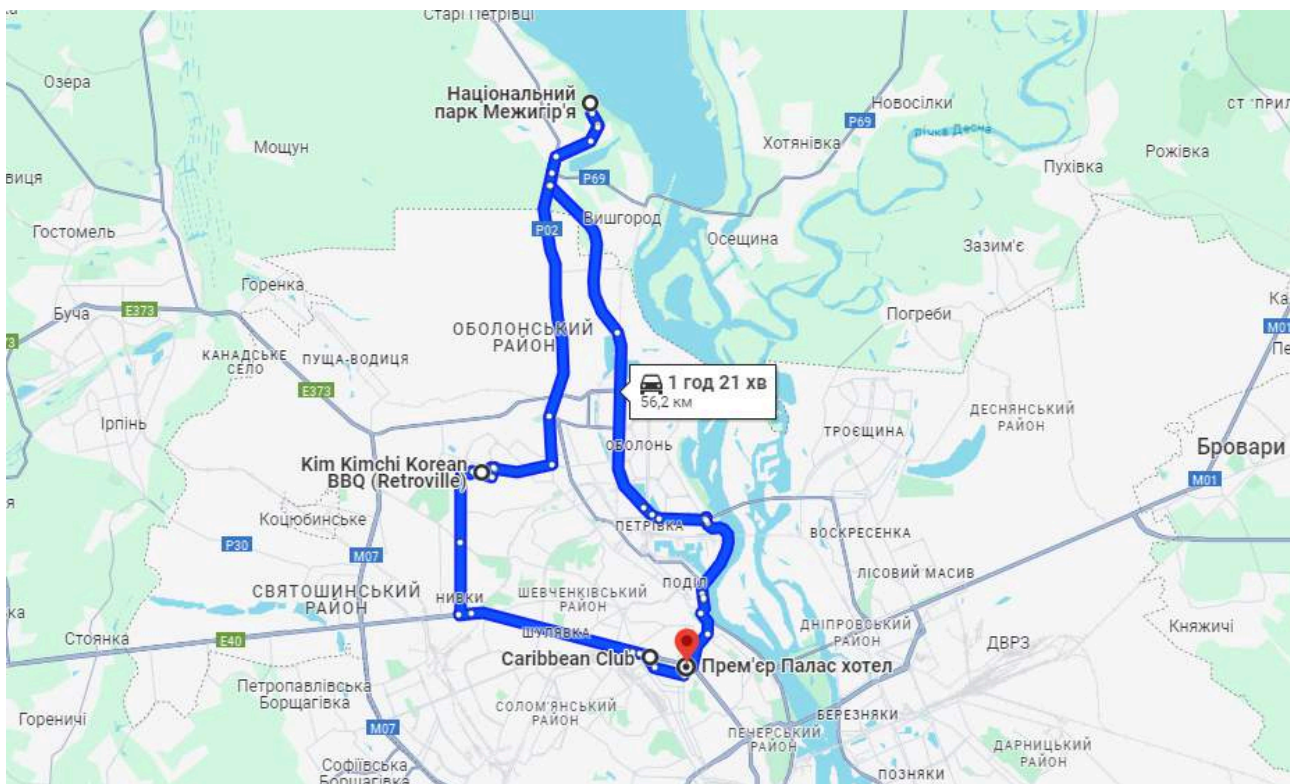 Старі Петрівці
Озера
Національний
парк Межигір'я
Новосілки
СТ "ПРИЛ
P69
Хотянівка
річка Десна
Рожівка
Мощун
Пухівка
виця
P69
Гостомель
Вишгород
P02
Осещина
Зазим'є
Горенка
Буча
E373
ОБОЛОНСЬКИЙ
РАЙОН
Погреби
M01
КАНАДСЬКЕ
СЕЛО
ПУЩА-ВОДИЦЯ
E373
1 год 21 хв
56,2 км
ДЕСНЯНСЬКИЙ
РАЙОН
Ірпінь
ТРОЄЩИНА
ОБОЛОНЬ
Бровари
Kim Kimchi Korean
BBQ (Retroville)
M01
Коцюбинське
ПЕТРІВКА
ВОСКРЕСЕНКА
P30
M07
ЛІСОВИЙ МАСИВ
СВЯТОШИНСЬКИЙ
РАЙОН
НИВКИ
ШЕВЧЕНКІВСЬКИЙ
РАЙОН
ПОДІЛ
Стоянка
E40
ШУЛЯВКА
ДНІПРОВСЬКИЙ
РАЙОН
ДВРЗ
Княжичі
Caribbean Club
Прем'єр Палас хотел
Петропавлівська
Борщагівка
СОЛОМ'ЯНСЬКИЙ
РАЙОН
Гореничі
M07
БЕРЕЗНЯКИ
ПЕЧЕРСЬКИЙ
РАЙОН
ДАРНИЦЬКИЙ
РАЙОН
Софіївська
Борщагівка
ПОЗНЯКИ